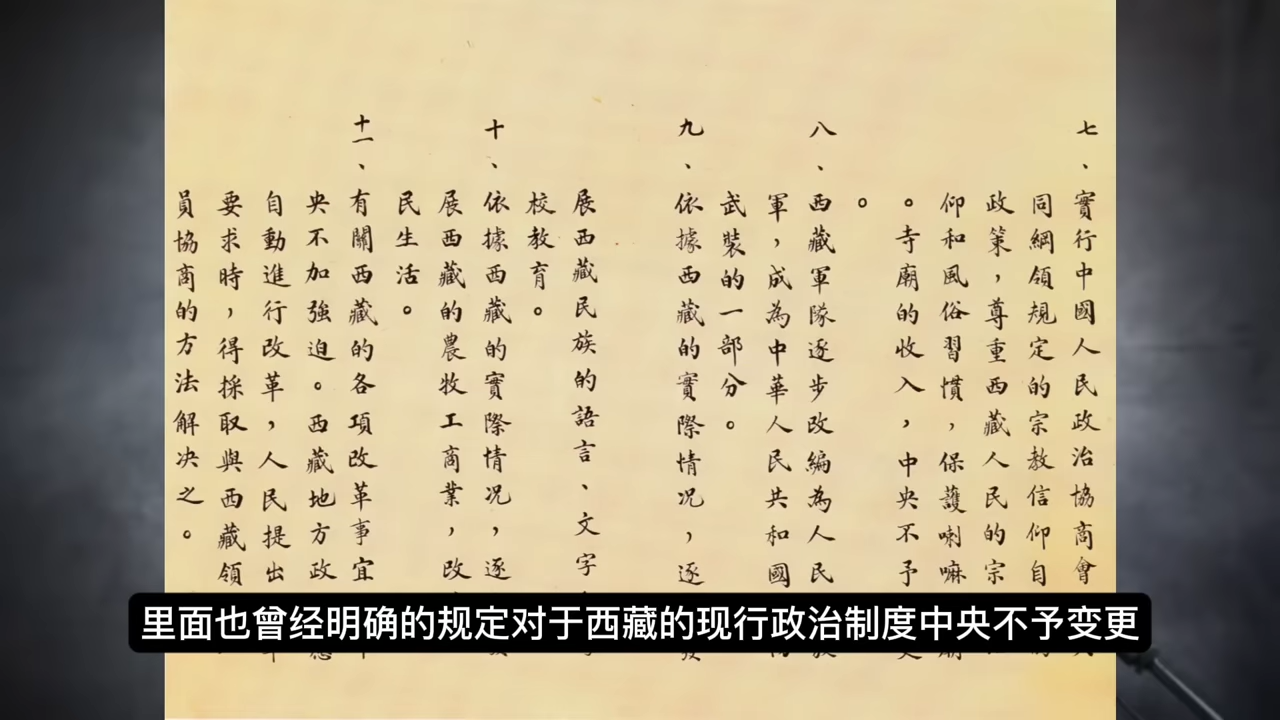 七、實行中國人民政治協商會
同綱領規定的宗教信仰自
政策，尊重西藏人民的宗
仰和風俗習慣，保護喇嘛
。寺廟的收入，中央不予
。
八、西藏軍隊逐步改編為人民
軍，成為中華人民共和國
武裝的一部分。
九、依據西藏的實際情况，逐
展西藏民族的語言、文字
校教育。
十、依據西藏的實際情况，逐
展西藏的農牧工商業，改
民生活。
十一、有關西藏的各項改革事宜
央不加強迫。西藏地方政
自動進行改革，人民提出
要求時，得採取與西藏領
員協商的方法解决之。
里面也曾经明确的规定对于西藏的现行政治制度中央不予变更